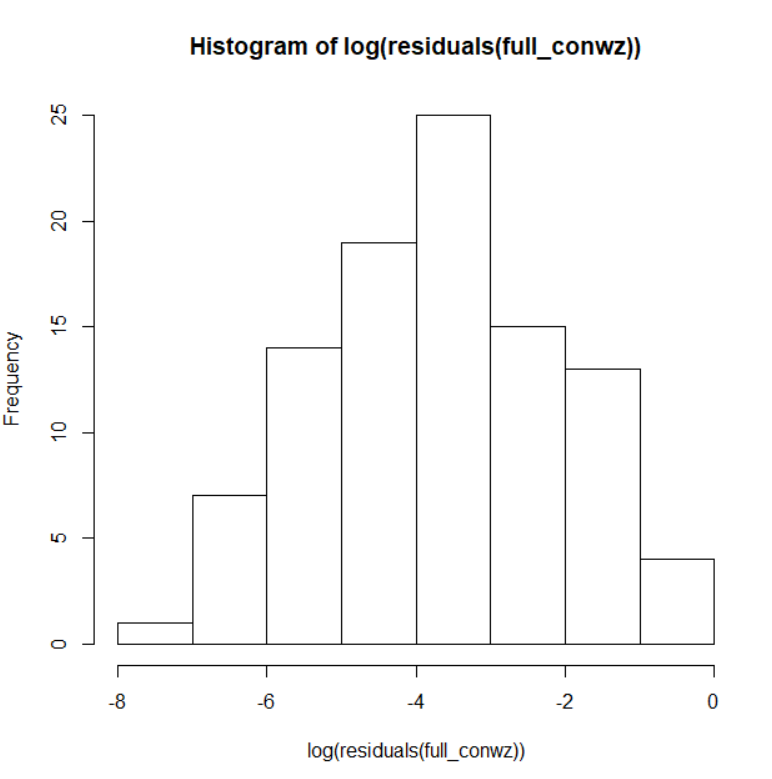 Histogram of log(residuals(full_conwz))
25
20
15
10
5
0
Frequency
-8 -6 -4 -2 0
log(residuals(full_conwz))